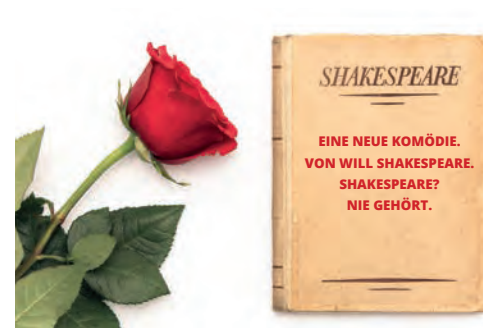 SHAKESPEARE
EINE NEUE KOMÖDIE.
VON WILL SHAKESPEARE.
SHAKESPEARE?
NIE GEHÖRT.